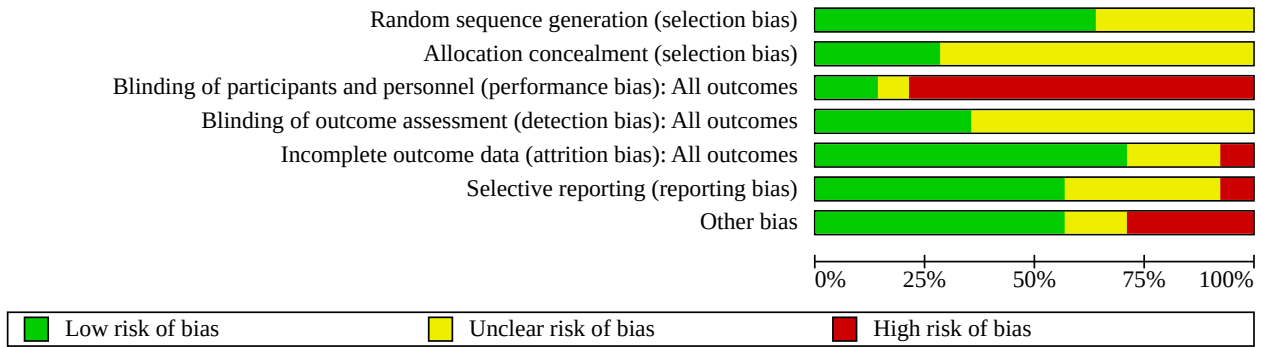 Random sequence generation (selection bias)
Allocation concealment (selection bias)
Blinding of participants and personnel (performance bias): All outcomes
Blinding of outcome assessment (detection bias): All outcomes
Incomplete outcome data (attrition bias): All outcomes
Selective reporting (reporting bias)
Other bias
0% 25% 50% 75% 100%
Low risk of bias Unclear risk of bias High risk of bias